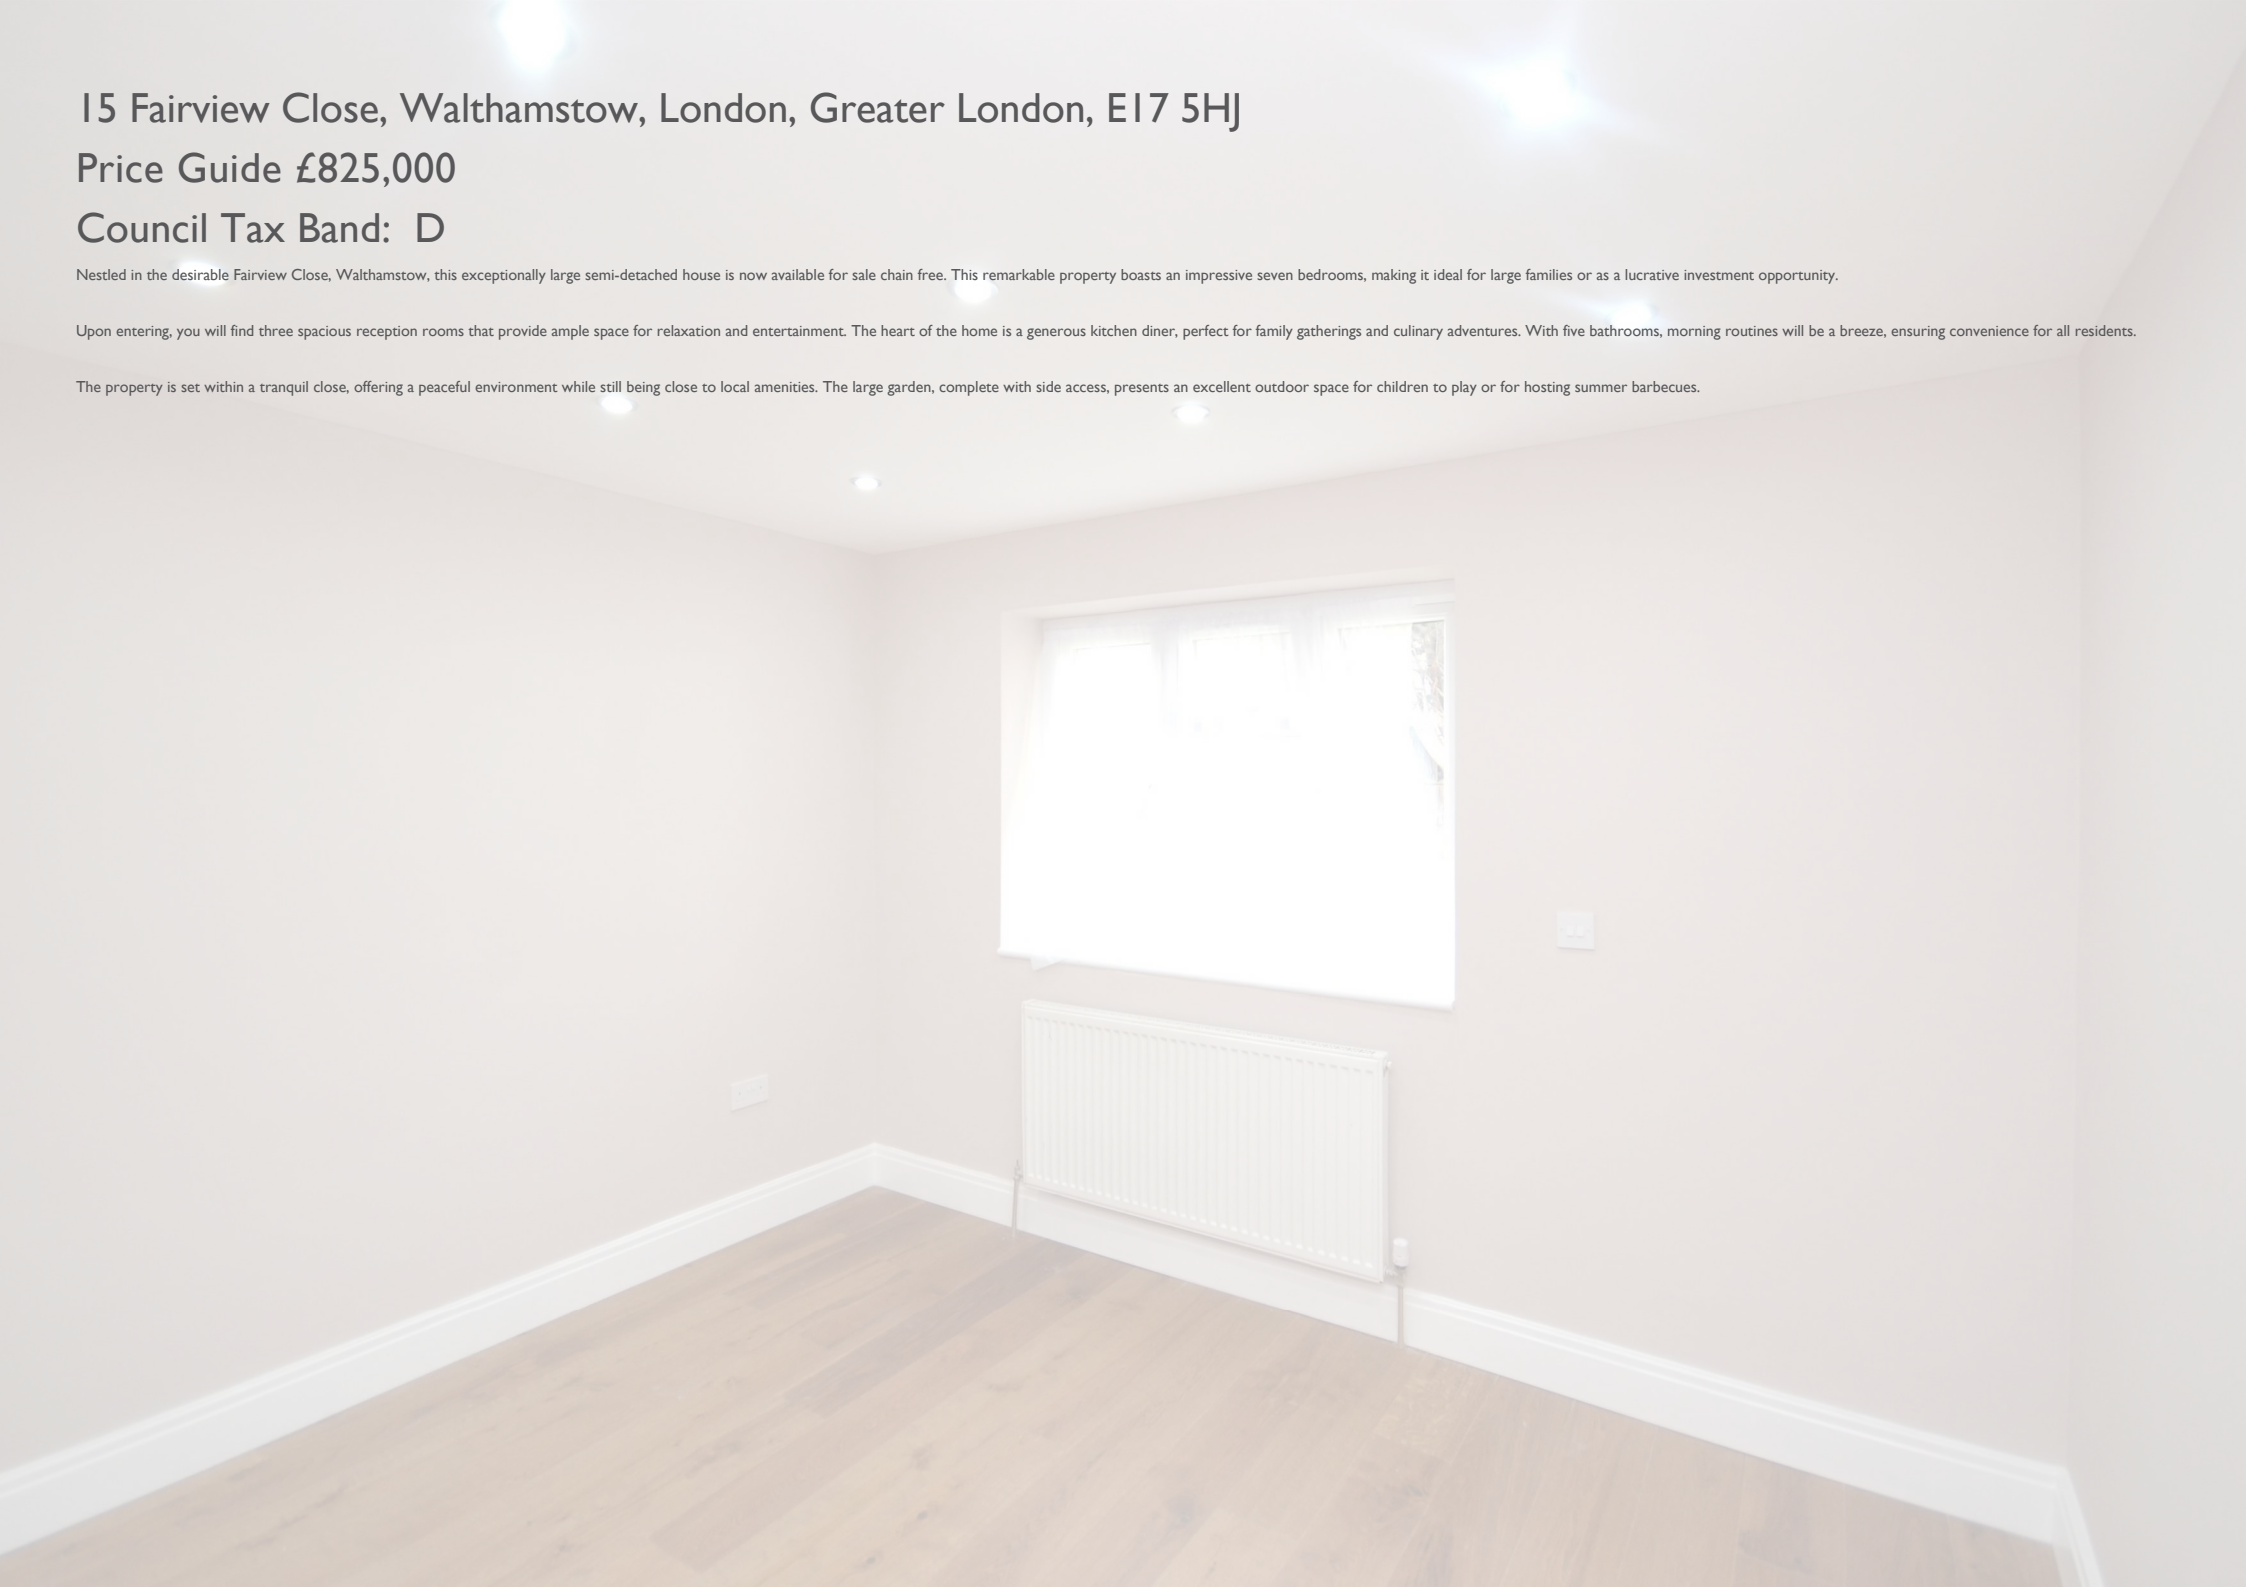 15 Fairview Close, Walthamstow, London, Greater London, E17 5HJ
Price Guide £825,000
Council Tax Band: D
Nestled in the desirable Fairview Close, Walthamstow, this exceptionally large semi-detached house is now available for sale chain free. This remarkable property boasts an impressive seven bedrooms, making it ideal for large families or as a lucrative investment opportunity.
Upon entering, you will find three spacious reception rooms that provide ample space for relaxation and entertainment. The heart of the home is a generous kitchen diner, perfect for family gatherings and culinary adventures. With five bathrooms, morning routines will be a breeze, ensuring convenience for all residents.
The property is set within a tranquil close, offering a peaceful environment while still being close to local amenities. The large garden, complete with side access, presents an excellent outdoor space for children to play or for hosting summer barbecues.